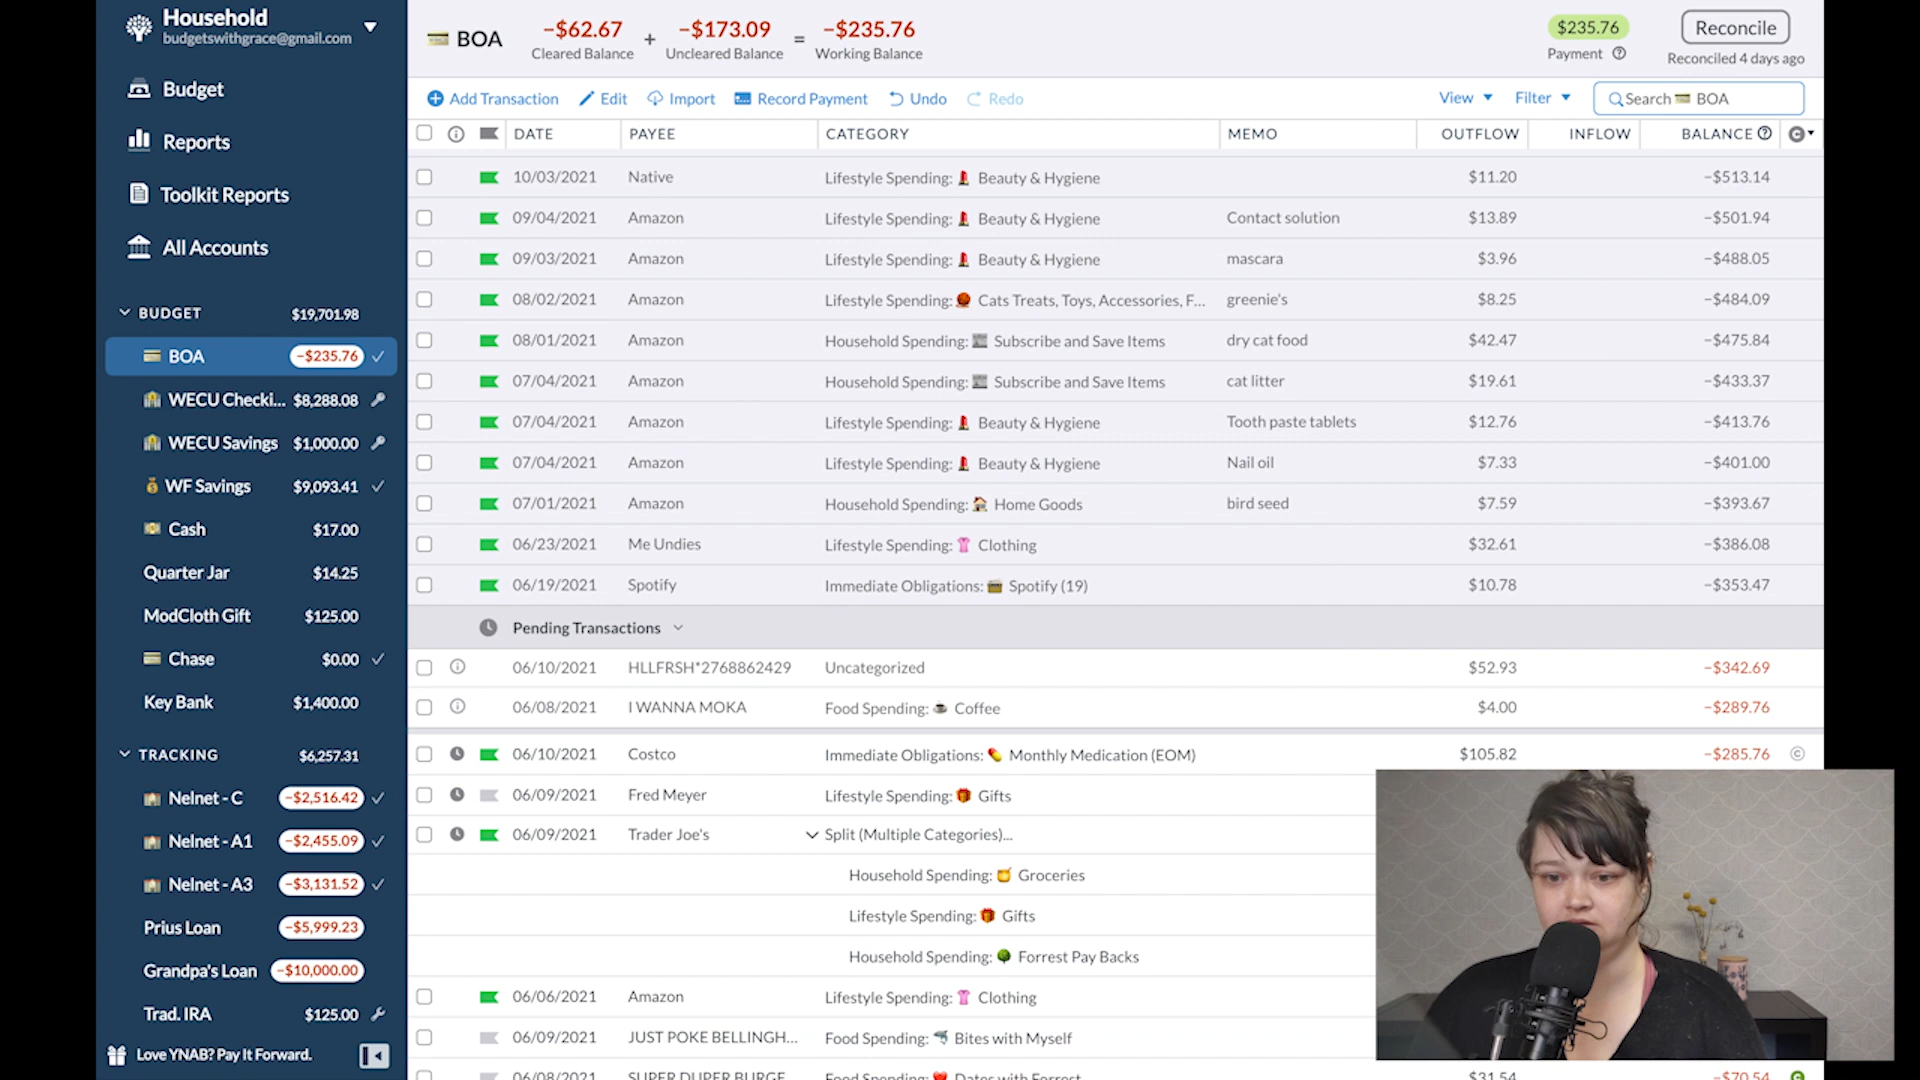 Household
budgetswithgrace@gmail.com
Budget
Reports
Toolkit Reports
All Accounts
BUDGET $19,701.98
BOA −$235.76
WECU Checki... $8,288.08
WECU Savings $1,000.00
WF Savings $9,093.41
Cash $17.00
Quarter Jar $14.25
ModCloth Gift $125.00
Chase $0.00
Key Bank $1,400.00
TRACKING $6,257.31
Nelnet - C −$2,516.42
Nelnet - A1 −$2,455.09
Nelnet - A3 −$3,131.52
Prius Loan −$5,999.23
Grandpa's Loan −$10,000.00
Trad. IRA $125.00
Love YNAB? Pay It Forward.
BOA
−$62.67 + −$173.09 = −$235.76
Cleared Balance Uncleared Balance Working Balance
$235.76
Payment
Reconcile
Reconciled 4 days ago
Add Transaction Edit Import Record Payment Undo Redo View Filter Search BOA
DATE PAYEE CATEGORY MEMO OUTFLOW INFLOW BALANCE
10/03/2021 Native Lifestyle Spending: Beauty & Hygiene $11.20 −$513.14
09/04/2021 Amazon Lifestyle Spending: Beauty & Hygiene Contact solution $13.89 −$501.94
09/03/2021 Amazon Lifestyle Spending: Beauty & Hygiene mascara $3.96 −$488.05
08/02/2021 Amazon Lifestyle Spending: Cats Treats, Toys, Accessories, F... greenie's $8.25 −$484.09
08/01/2021 Amazon Household Spending: Subscribe and Save Items dry cat food $42.47 −$475.84
07/04/2021 Amazon Household Spending: Subscribe and Save Items cat litter $19.61 −$433.37
07/04/2021 Amazon Lifestyle Spending: Beauty & Hygiene Tooth paste tablets $12.76 −$413.76
07/04/2021 Amazon Lifestyle Spending: Beauty & Hygiene Nail oil $7.33 −$401.00
07/01/2021 Amazon Household Spending: Home Goods bird seed $7.59 −$393.67
06/23/2021 Me Undies Lifestyle Spending: Clothing $32.61 −$386.08
06/19/2021 Spotify Immediate Obligations: Spotify (19) $10.78 −$353.47
Pending Transactions
06/10/2021 HLLFRSH*2768862429 Uncategorized $52.93 −$342.69
06/08/2021 I WANNA MOKA Food Spending: Coffee $4.00 −$289.76
06/10/2021 Costco Immediate Obligations: Monthly Medication (EOM) $105.82 −$285.76
06/09/2021 Fred Meyer Lifestyle Spending: Gifts
06/09/2021 Trader Joe's Split (Multiple Categories)...
Household Spending: Groceries
Lifestyle Spending: Gifts
Household Spending: Forrest Pay Backs
06/06/2021 Amazon Lifestyle Spending: Clothing
06/09/2021 JUST POKE BELLINGH... Food Spending: Bites with Myself
06/08/2021 SUPER DUPER BURGE Food Spending: Dates with Forrest $31.54 −$70.54